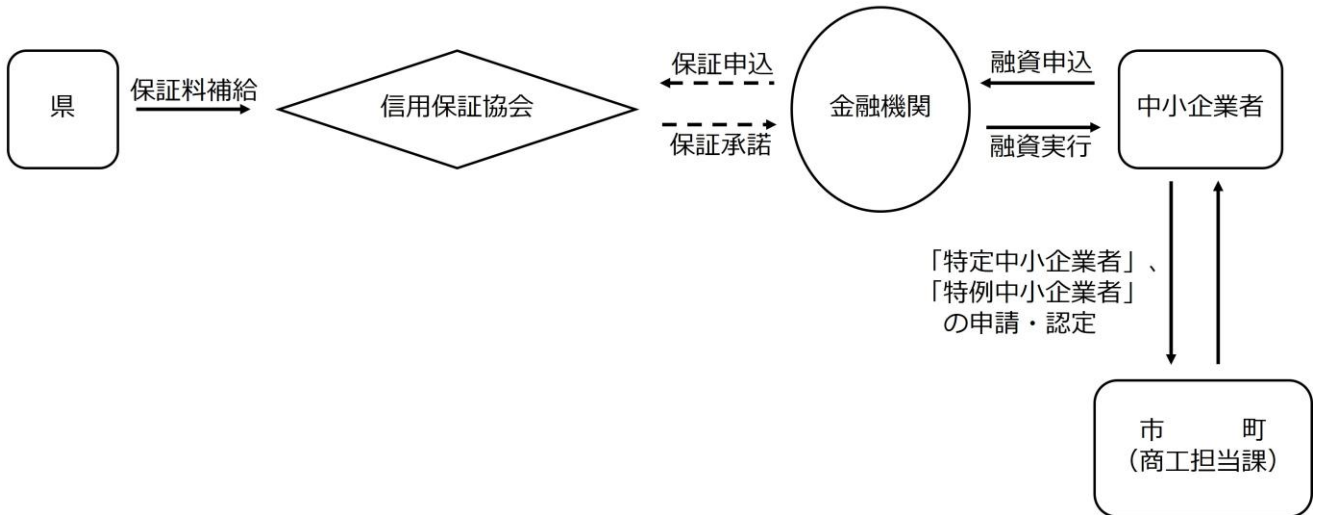 県
保証料補給
信用保証協会
保証申込
保証承諾
金融機関
融資申込
融資実行
中小企業者
「特定中小企業者」、
「特例中小企業者」
の申請・認定
市　　　町
（商工担当課）